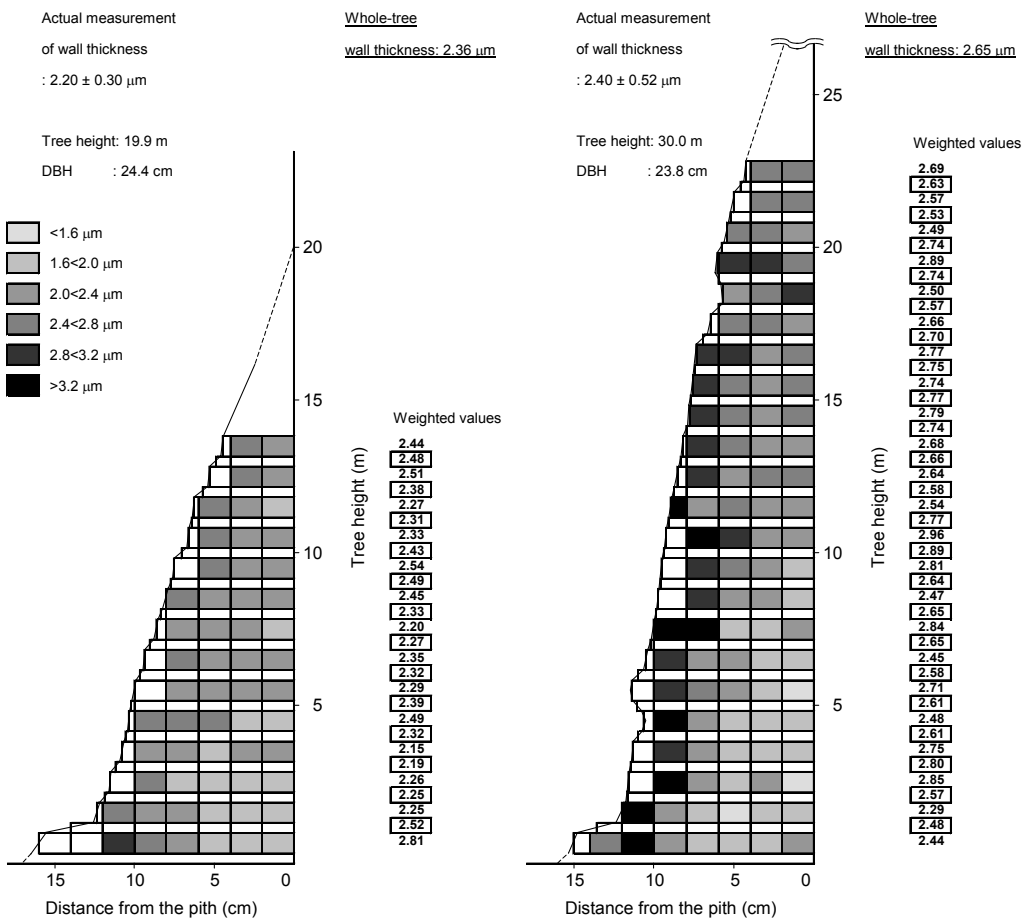 Actual measurement
of wall thickness
: 2.20 ± 0.30 μm
Whole-tree
wall thickness: 2.36 μm
Tree height: 19.9 m
DBH : 24.4 cm
<1.6 μm
1.6<2.0 μm
2.0<2.4 μm
2.4<2.8 μm
2.8<3.2 μm
>3.2 μm
20
15
10
5
Tree height (m)
15 10 5 0
Distance from the pith (cm)
Weighted values
2.44
2.48
2.51
2.38
2.27
2.31
2.33
2.43
2.54
2.49
2.45
2.33
2.20
2.27
2.35
2.32
2.29
2.39
2.49
2.32
2.15
2.19
2.26
2.25
2.25
2.52
2.81
Actual measurement
of wall thickness
: 2.40 ± 0.52 μm
Whole-tree
wall thickness: 2.65 μm
Tree height: 30.0 m
DBH : 23.8 cm
25
20
15
10
5
Tree height (m)
15 10 5 0
Distance from the pith (cm)
Weighted values
2.69
2.63
2.57
2.53
2.49
2.74
2.89
2.74
2.50
2.57
2.66
2.70
2.77
2.75
2.74
2.77
2.79
2.74
2.68
2.66
2.64
2.58
2.54
2.77
2.96
2.89
2.81
2.64
2.47
2.65
2.84
2.65
2.45
2.58
2.71
2.61
2.48
2.61
2.75
2.80
2.85
2.57
2.29
2.48
2.44